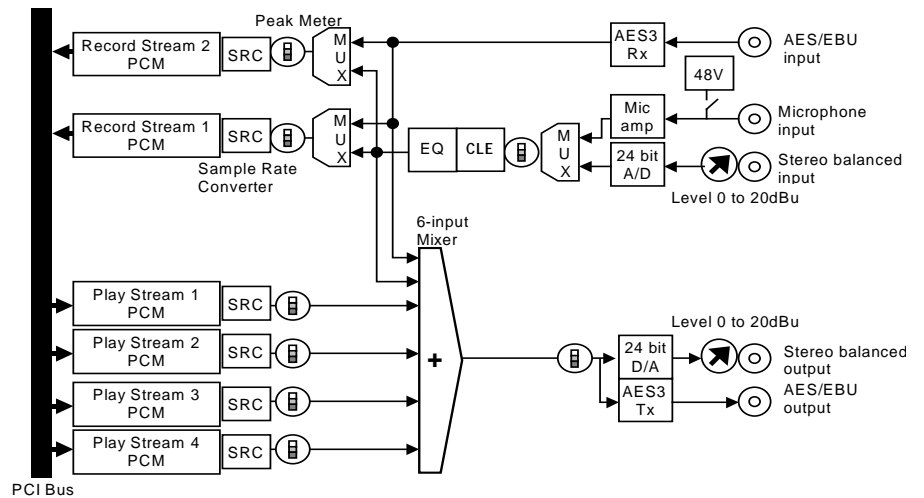 Peak Meter
Record Stream 2
PCM
SRC
M
U
X
AES3
Rx
AES/EBU
input
48V
Record Stream 1
PCM
SRC
M
U
X
Sample Rate
Converter
EQ
CLE
M
U
X
Mic
amp
Microphone
input
24 bit
A/D
Stereo balanced
input
Level 0 to 20dBu
6-input
Mixer
Play Stream 1
PCM
SRC
Play Stream 2
PCM
SRC
Play Stream 3
PCM
SRC
Play Stream 4
PCM
SRC
+
Level 0 to 20dBu
24 bit
D/A
Stereo balanced
output
AES3
Tx
AES/EBU
output
PCI Bus